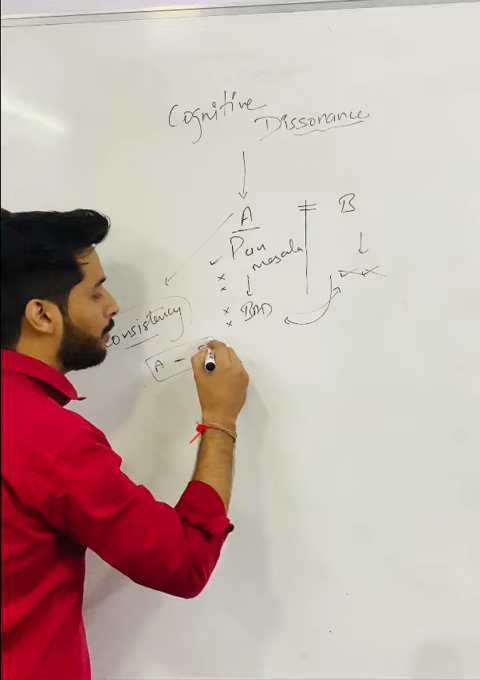 Cognitive
Dissonance
A ≠ B
Pan
masala
BAD
Consistency
A -